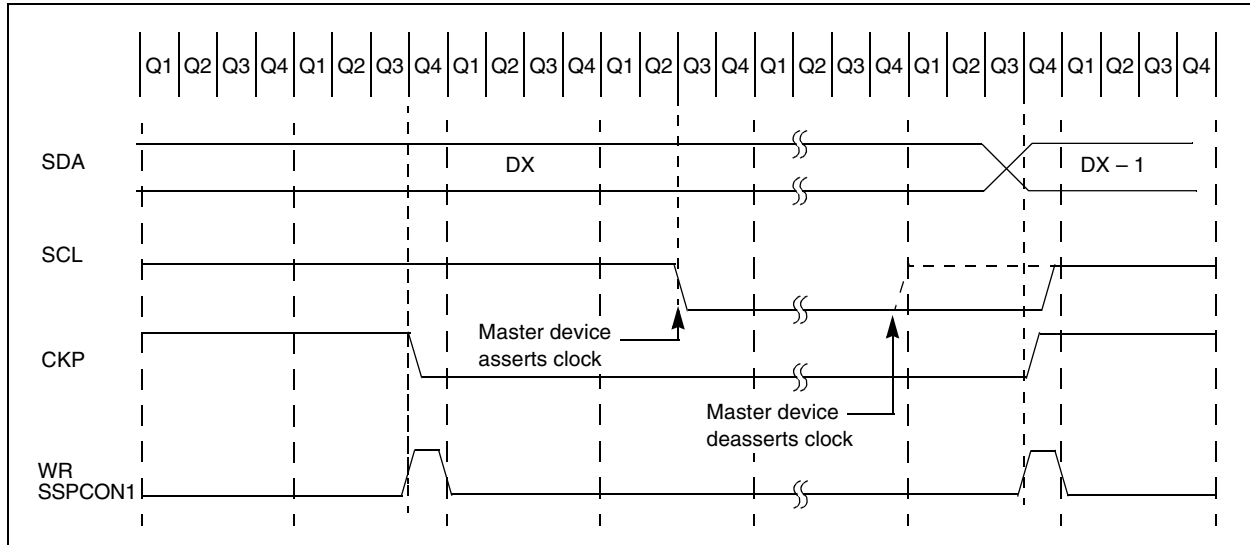 Q1 Q2 Q3 Q4 Q1 Q2 Q3 Q4 Q1 Q2 Q3 Q4 Q1 Q2 Q3 Q4 Q1 Q2 Q3 Q4 Q1 Q2 Q3 Q4 Q1 Q2 Q3 Q4
SDA
DX
DX – 1
SCL
Master device
asserts clock
CKP
Master device
deasserts clock
WR
SSPCON1